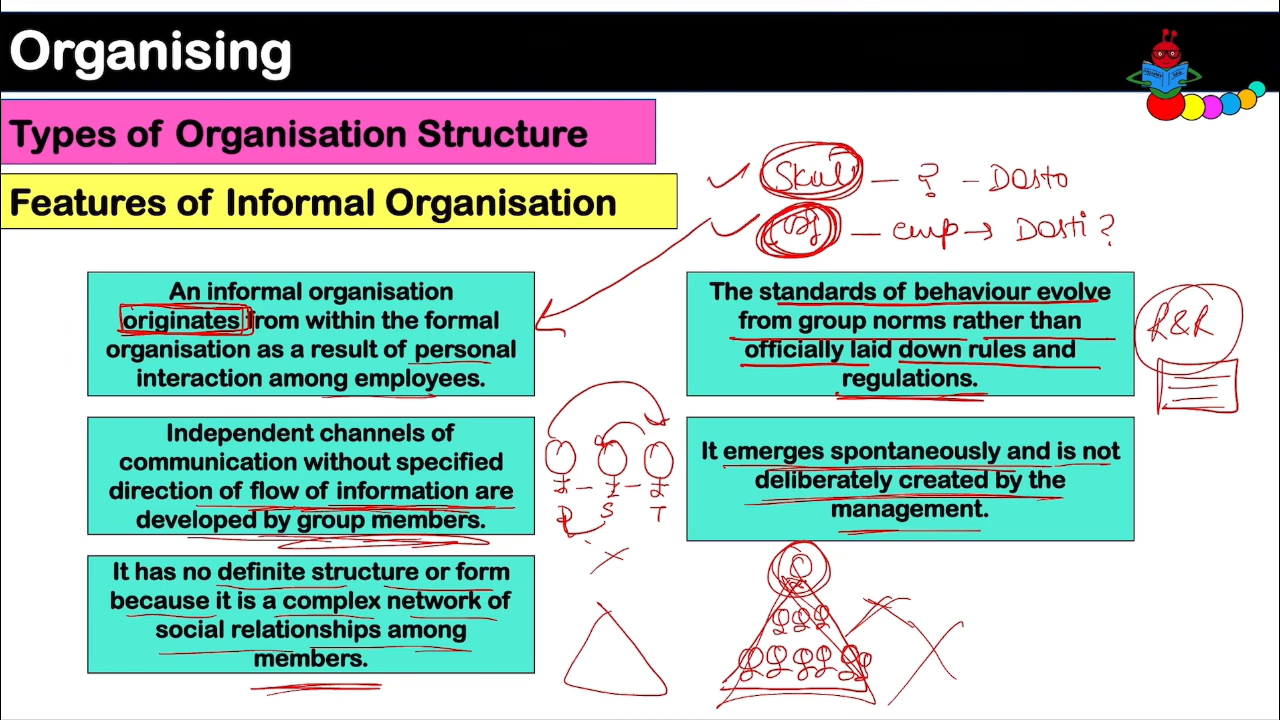 Organising
Types of Organisation Structure
Features of Informal Organisation
— ? – Dosto
— emp → Dosti ?
An informal organisation
originates from within the formal
organisation as a result of personal
interaction among employees.
The standards of behaviour evolve
from group norms rather than
officially laid down rules and
regulations.
R&R
Independent channels of
communication without specified
direction of flow of information are
developed by group members.
S T
It emerges spontaneously and is not
deliberately created by the
management.
It has no definite structure or form
because it is a complex network of
social relationships among
members.